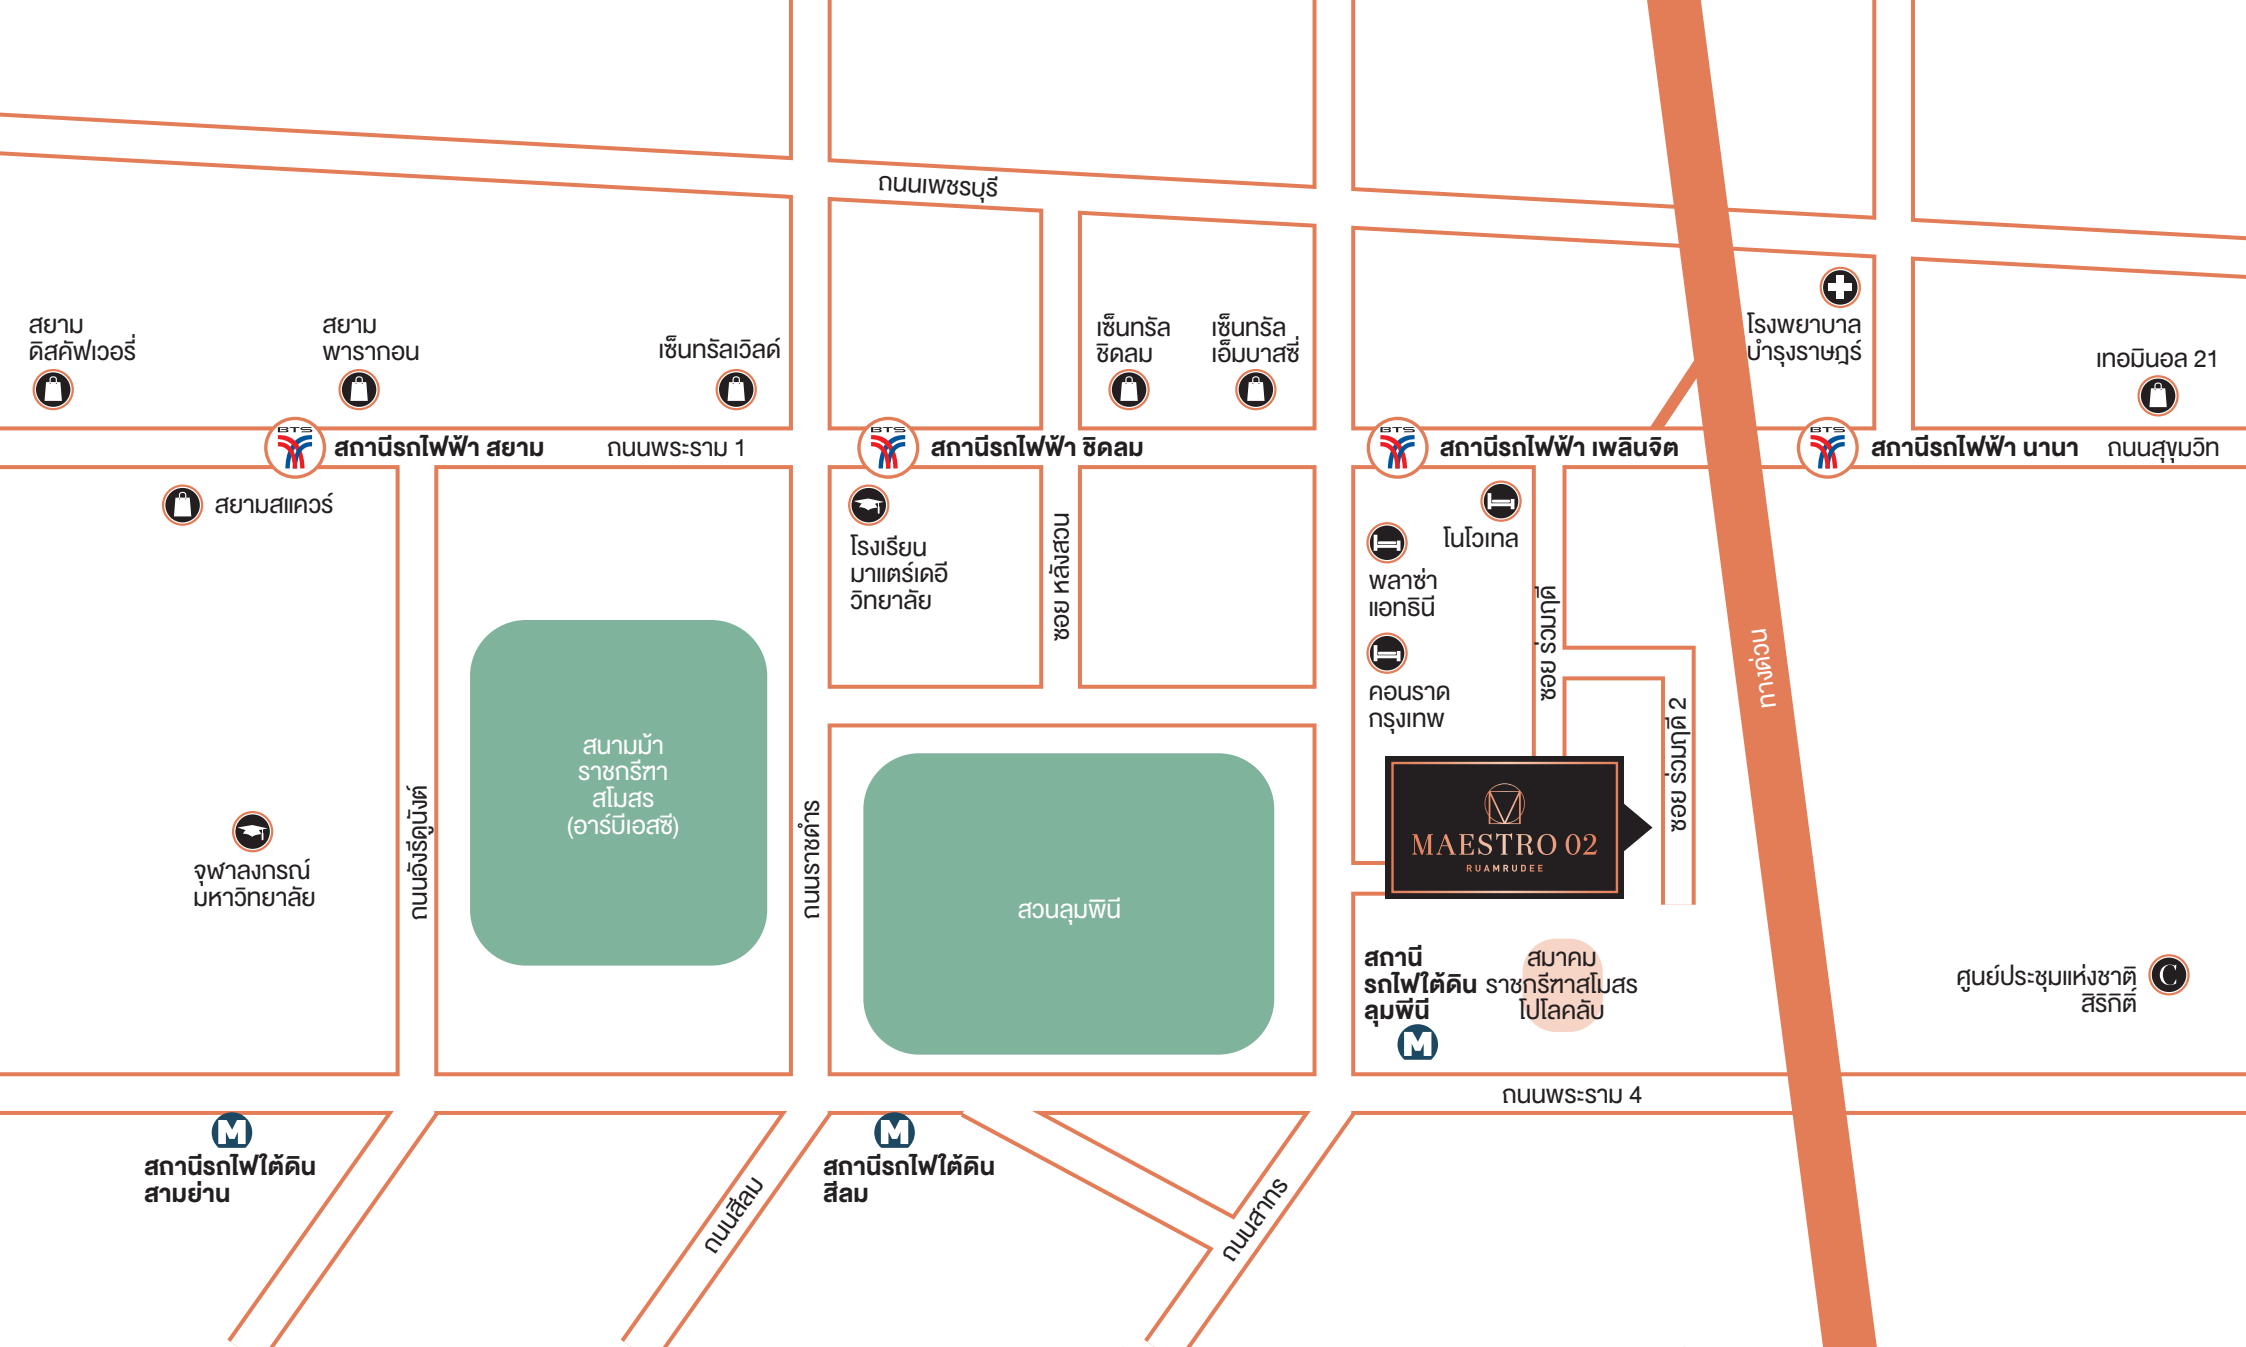 ถนนเพชรบุรี
สยาม
ดิสคัฟเวอรี่
สยาม
พารากอน
เซ็นทรัลเวิลด์
เซ็นทรัล
ชิดลม
เซ็นทรัล
เอ็มบาสซี่
โรงพยาบาล
บำรุงราษฎร์
เทอมินอล 21
BTS
สถานีรถไฟฟ้า สยาม
ถนนพระราม 1
BTS
สถานีรถไฟฟ้า ชิดลม
BTS
สถานีรถไฟฟ้า เพลินจิต
BTS
สถานีรถไฟฟ้า นานา
ถนนสุขุมวิท
สยามสแควร์
โรงเรียน
มาแตร์เดอี
วิทยาลัย
ซอย หลังสวน
โนโวเทล
พลาซ่า
แอทธินี
คอนราด
กรุงเทพ
ซอย ร่วมฤดี
ซอย ร่วมฤดี 2
ทางด่วน
สนามม้า
ราชกรีฑา
สโมสร
(อาร์บีเอสซี)
ถนนอังรีดูนังต์
ถนนราชดำริ
จุฬาลงกรณ์
มหาวิทยาลัย
สวนลุมพินี
MAESTRO 02
RUAMRUDEE
สถานี
รถไฟใต้ดิน
ลุมพีนี
M
สมาคม
ราชกรีฑาสโมสร
โปโลคลับ
ศูนย์ประชุมแห่งชาติ
สิริกิติ์
C
ถนนพระราม 4
M
สถานีรถไฟใต้ดิน
สามย่าน
ถนนสีลม
M
สถานีรถไฟใต้ดิน
สีลม
ถนนสาทร